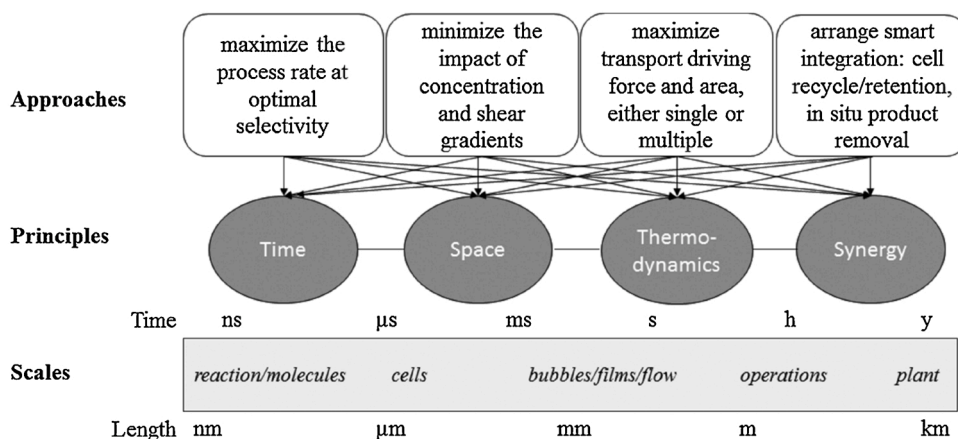 Approaches
maximize the
process rate at
optimal
selectivity
minimize the
impact of
concentration
and shear
gradients
maximize
transport driving
force and area,
either single or
multiple
arrange smart
integration: cell
recycle/retention,
in situ product
removal
Principles
Time
Space
Thermo-
dynamics
Synergy
Time ns μs ms s h y
Scales
reaction/molecules cells bubbles/films/flow operations plant
Length nm μm mm m km